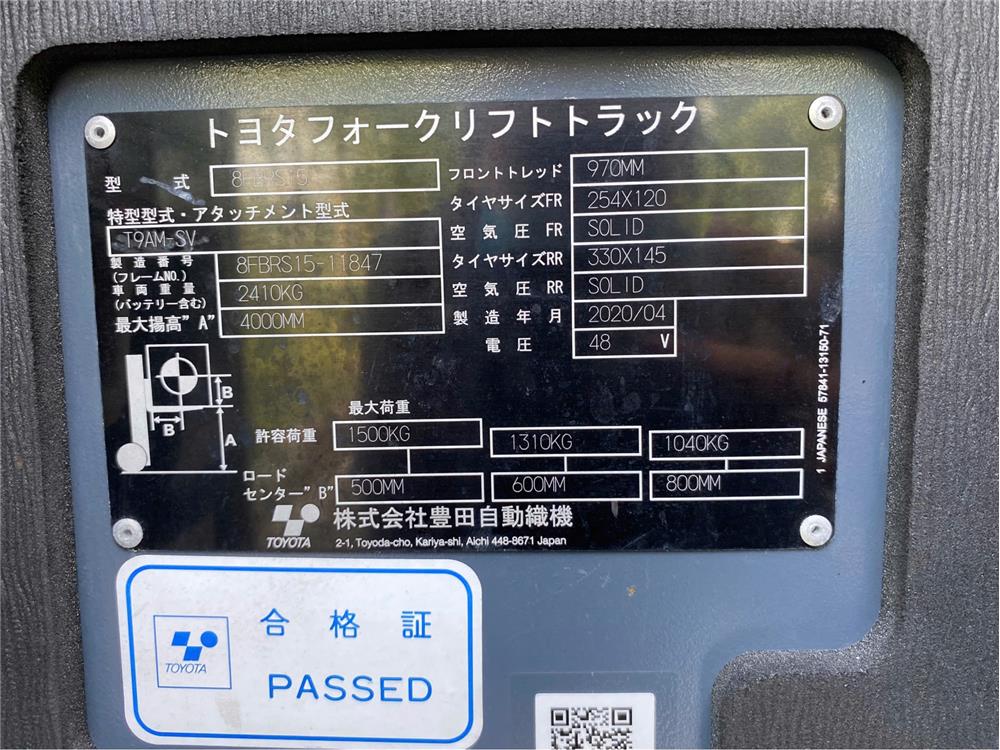 トヨタフォークリフトトラック
型 式 8FBRS15
特型型式・アタッチメント型式
T9AM-SV
製造番号 (フレームNO.) 8FBRS15-11847
車両重量 (バッテリー含む) 2410KG
最大揚高"A" 4000MM
フロントトレッド 970MM
タイヤサイズFR 254X120
空気圧 FR SOLID
タイヤサイズRR 330X145
空気圧 RR SOLID
製造年月 2020/04
電圧 48 V
B
B
A
最大荷重
許容荷重 1500KG 1310KG 1040KG
ロードセンター"B" 500MM 600MM 800MM
TOYOTA 株式会社豊田自動織機
2-1, Toyoda-cho, Kariya-shi, Aichi 448-8671 Japan
1 JAPANESE 57841-13150-71
TOYOTA
合格証
PASSED